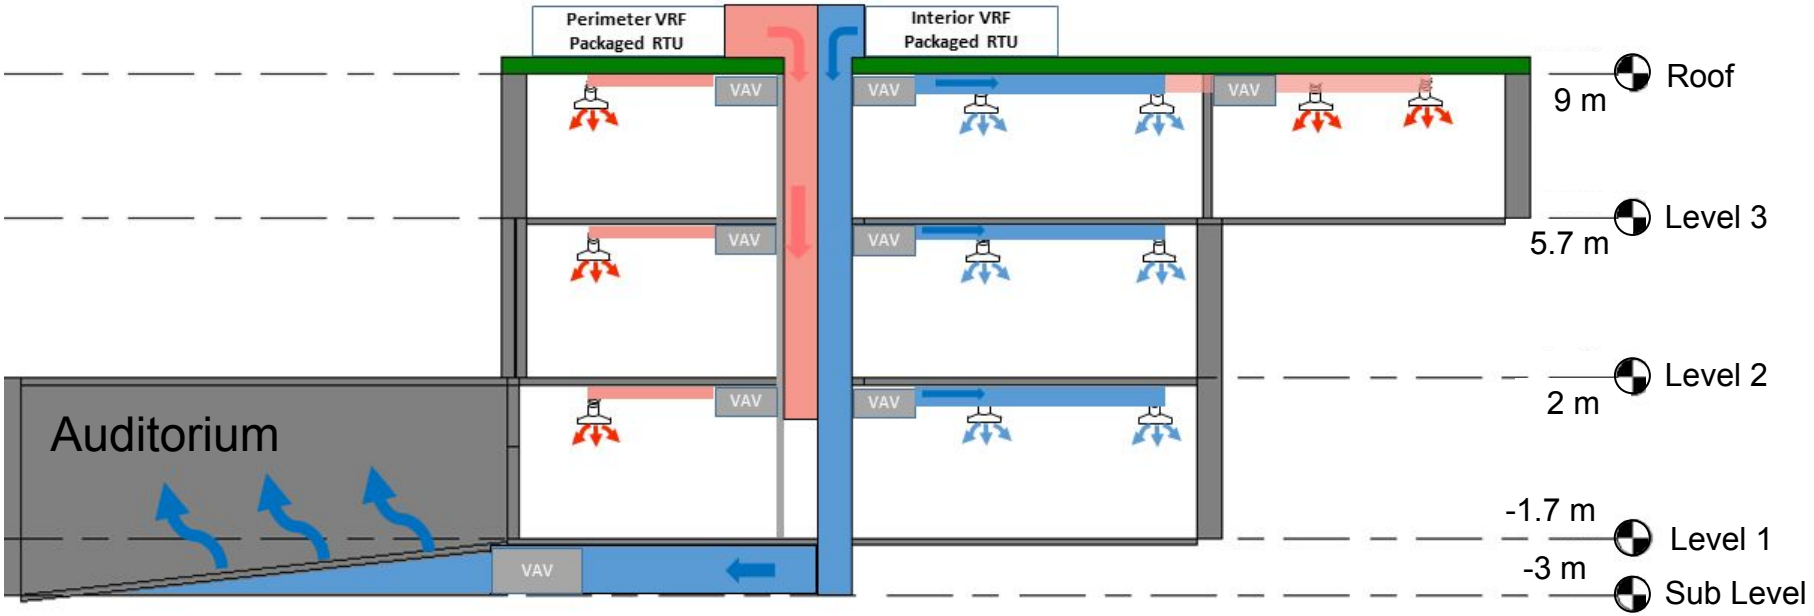 Perimeter VRF
Packaged RTU
Interior VRF
Packaged RTU
VAV
VAV
VAV
Roof
9 m
Level 3
5.7 m
VAV
VAV
Level 2
2 m
VAV
VAV
Auditorium
-1.7 m
Level 1
-3 m
VAV
Sub Level